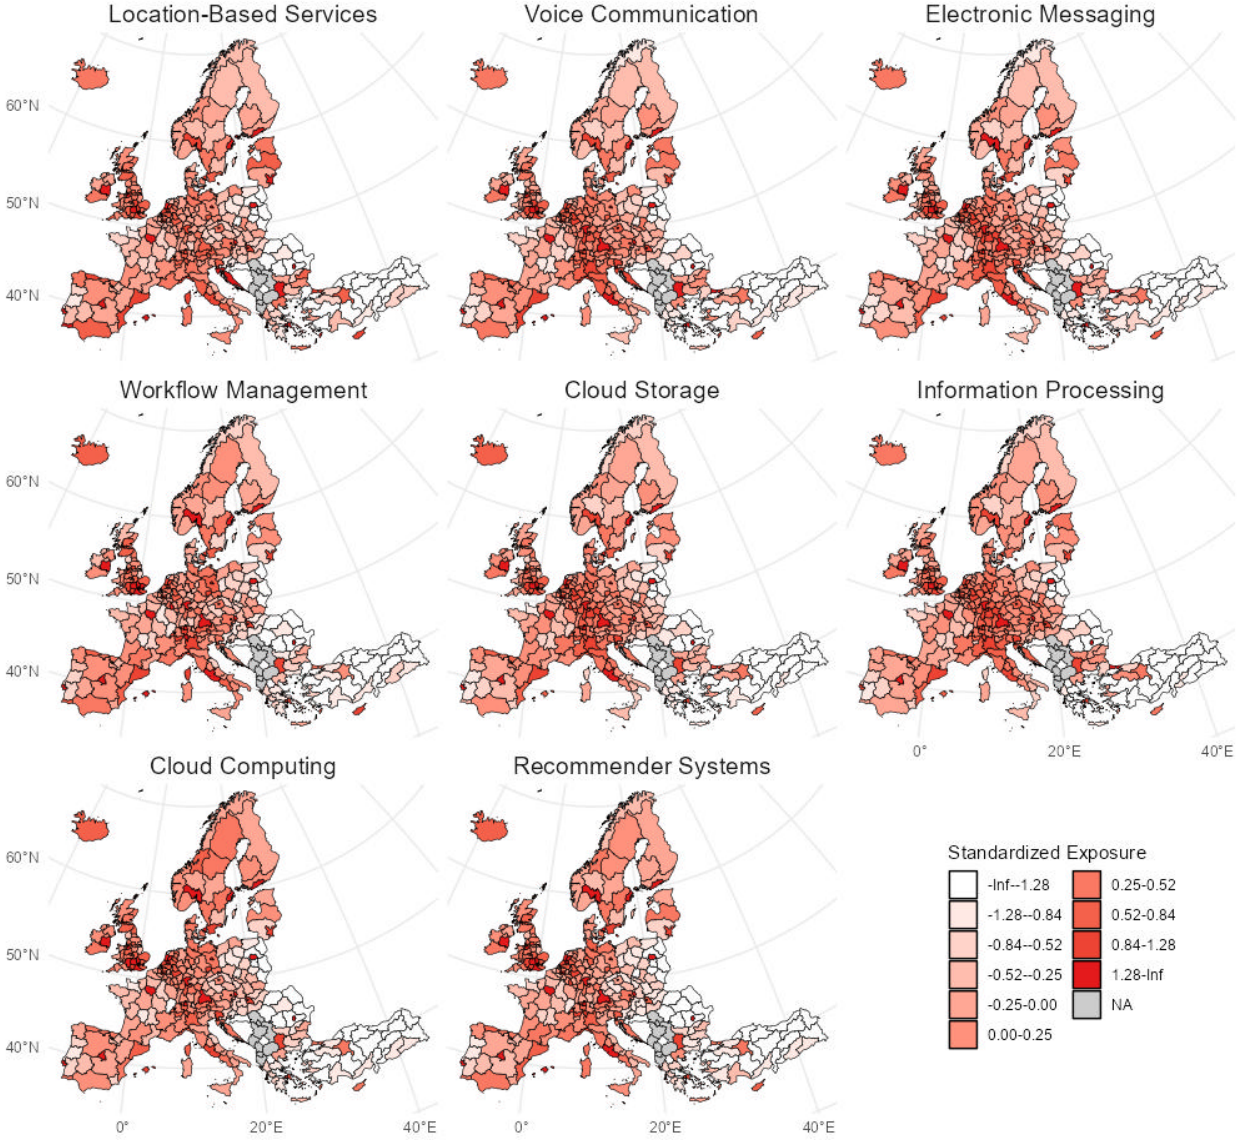 Location-Based Services
Voice Communication
Electronic Messaging
60°N
50°N
40°N
0°
20°E
40°E
Workflow Management
Cloud Storage
Information Processing
60°N
50°N
40°N
0°
20°E
40°E
Cloud Computing
Recommender Systems
60°N
50°N
40°N
0°
20°E
40°E
0°
20°E
40°E
Standardized Exposure
-Inf--1.28
-1.28--0.84
-0.84--0.52
-0.52--0.25
-0.25-0.00
0.00-0.25
0.25-0.52
0.52-0.84
0.84-1.28
1.28-Inf
NA